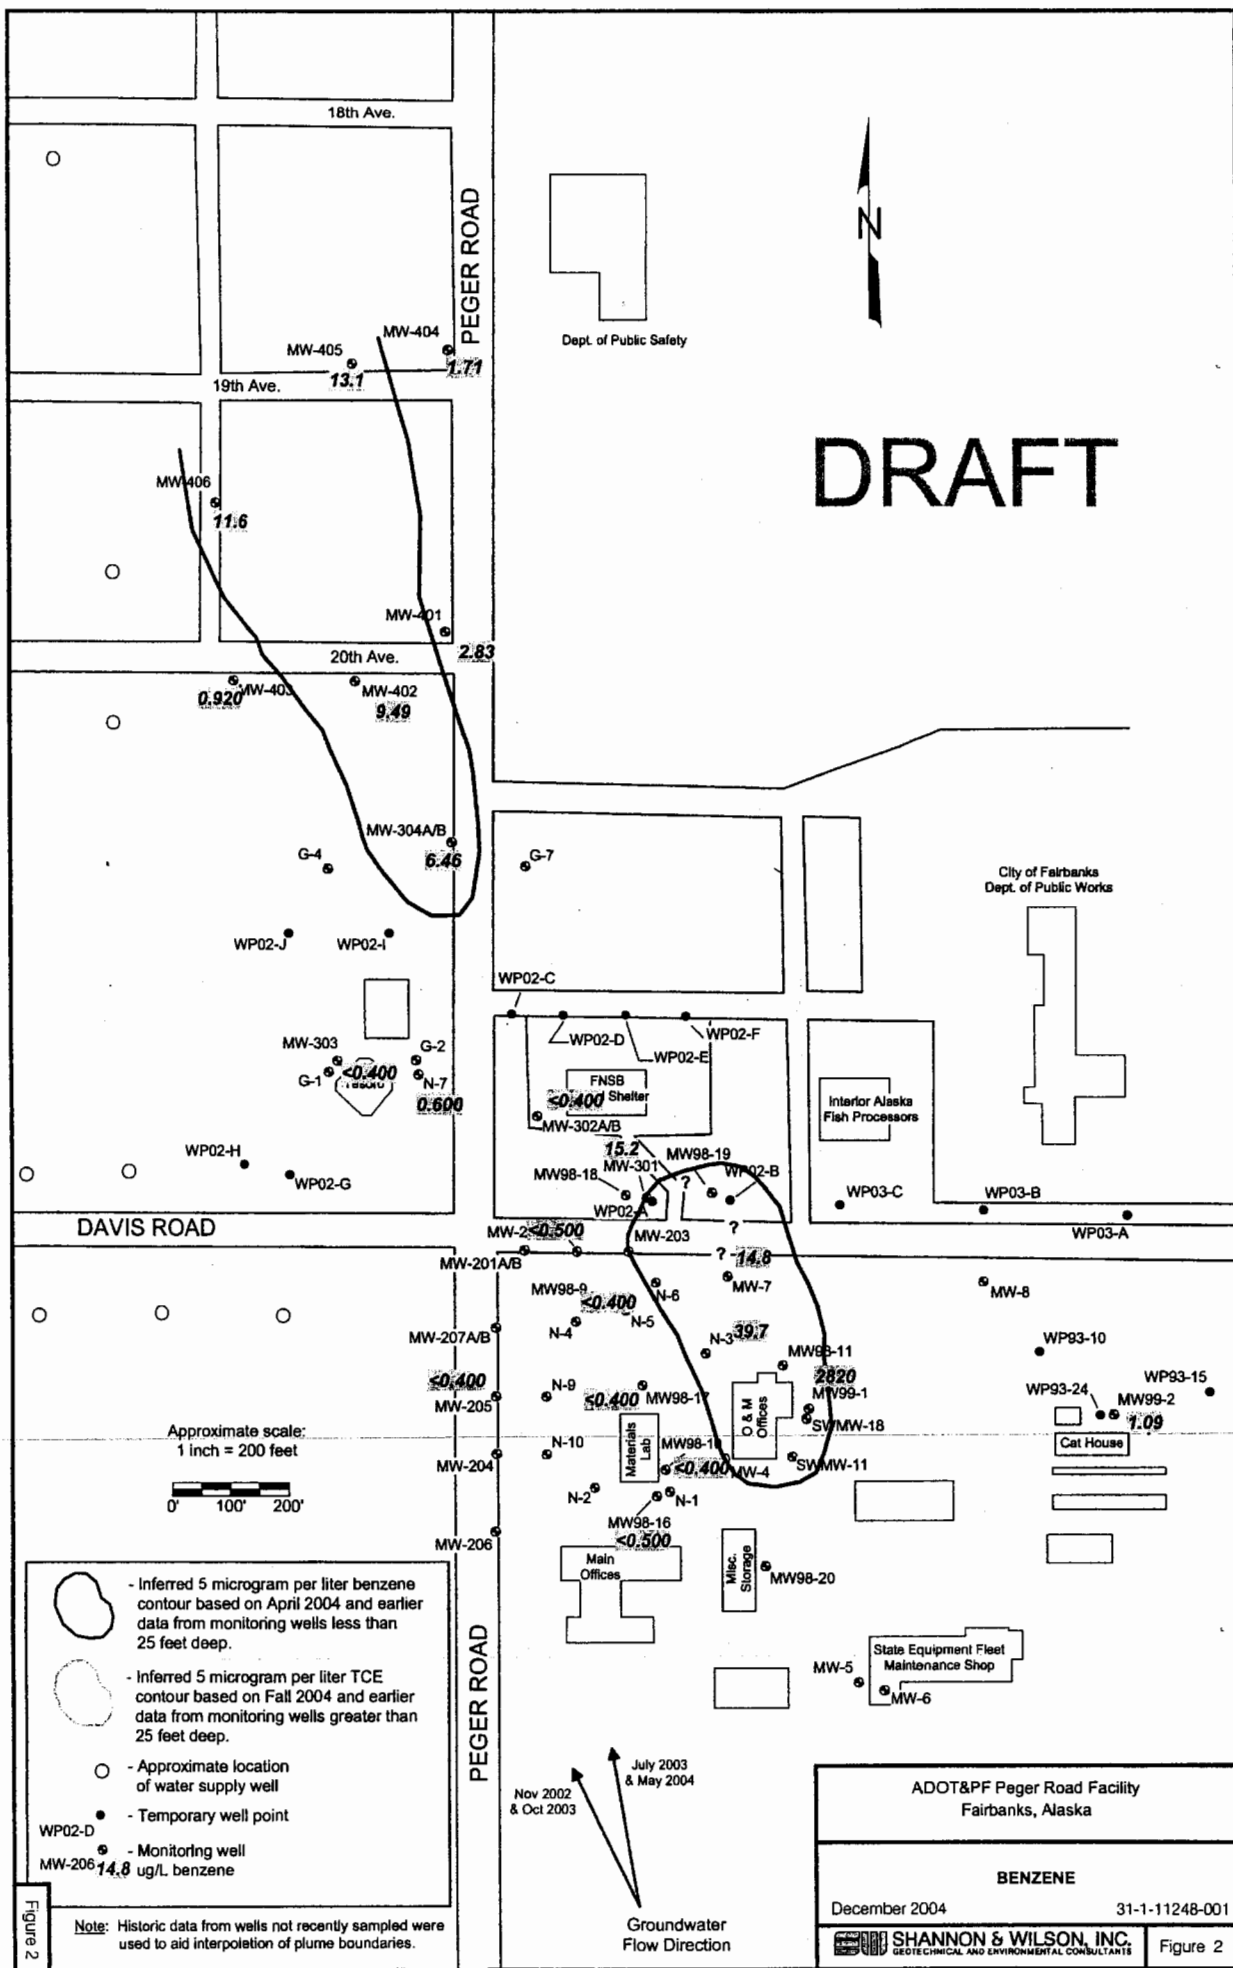 18th Ave.
PEGER ROAD
N
Dept. of Public Safety
MW-404
MW-405
1.71
13.1
19th Ave.
DRAFT
MW-406
11.6
MW-401
20th Ave.
2.83
MW-403
0.920
MW-402
9.49
MW-304A/B
6.46
G-4
G-7
City of Fairbanks
Dept. of Public Works
WP02-J
WP02-I
WP02-C
WP02-D
WP02-E
WP02-F
MW-303
G-2
G-1
<0.400
N-7
0.600
FNSB
Shelter
<0.400
MW-302A/B
Interior Alaska
Fish Processors
15.2
MW98-19
WP02-H
WP02-G
MW98-18
MW-301
WP02-B
?
WP02-A
WP03-C
WP03-B
WP03-A
DAVIS ROAD
MW-2
<0.500
MW-203
?
MW-201A/B
?
14.8
MW-7
MW98-9
<0.400
N-6
MW-8
N-4
N-5
MW-207A/B
N-3
39.7
MW98-11
WP93-10
2820
WP93-15
<0.400
MW-205
N-9
<0.400
MW98-17
O & M
Offices
MW99-1
SWMW-18
WP93-24
MW99-2
1.09
Cat House
Approximate scale:
1 inch = 200 feet
0'
100'
200'
MW-204
N-10
Materials
Lab
MW98-10
<0.400
MW-4
SWMW-11
N-2
N-1
MW98-16
<0.500
MW-206
Main
Offices
Misc.
Storage
MW98-20
- Inferred 5 microgram per liter benzene
contour based on April 2004 and earlier
data from monitoring wells less than
25 feet deep.
- Inferred 5 microgram per liter TCE
contour based on Fall 2004 and earlier
data from monitoring wells greater than
25 feet deep.
- Approximate location
of water supply well
- Temporary well point
WP02-D
- Monitoring well
MW-206 14.8 ug/L benzene
PEGER ROAD
State Equipment Fleet
Maintenance Shop
MW-5
MW-6
July 2003
& May 2004
Nov 2002
& Oct 2003
Groundwater
Flow Direction
Figure 2
Note: Historic data from wells not recently sampled were
used to aid interpoletion of plume boundaries.
ADOT&PF Peger Road Facility
Fairbanks, Alaska
BENZENE
December 2004
31-1-11248-001
SHANNON & WILSON, INC.
GEOTECHNICAL AND ENVIRONMENTAL CONSULTANTS
Figure 2